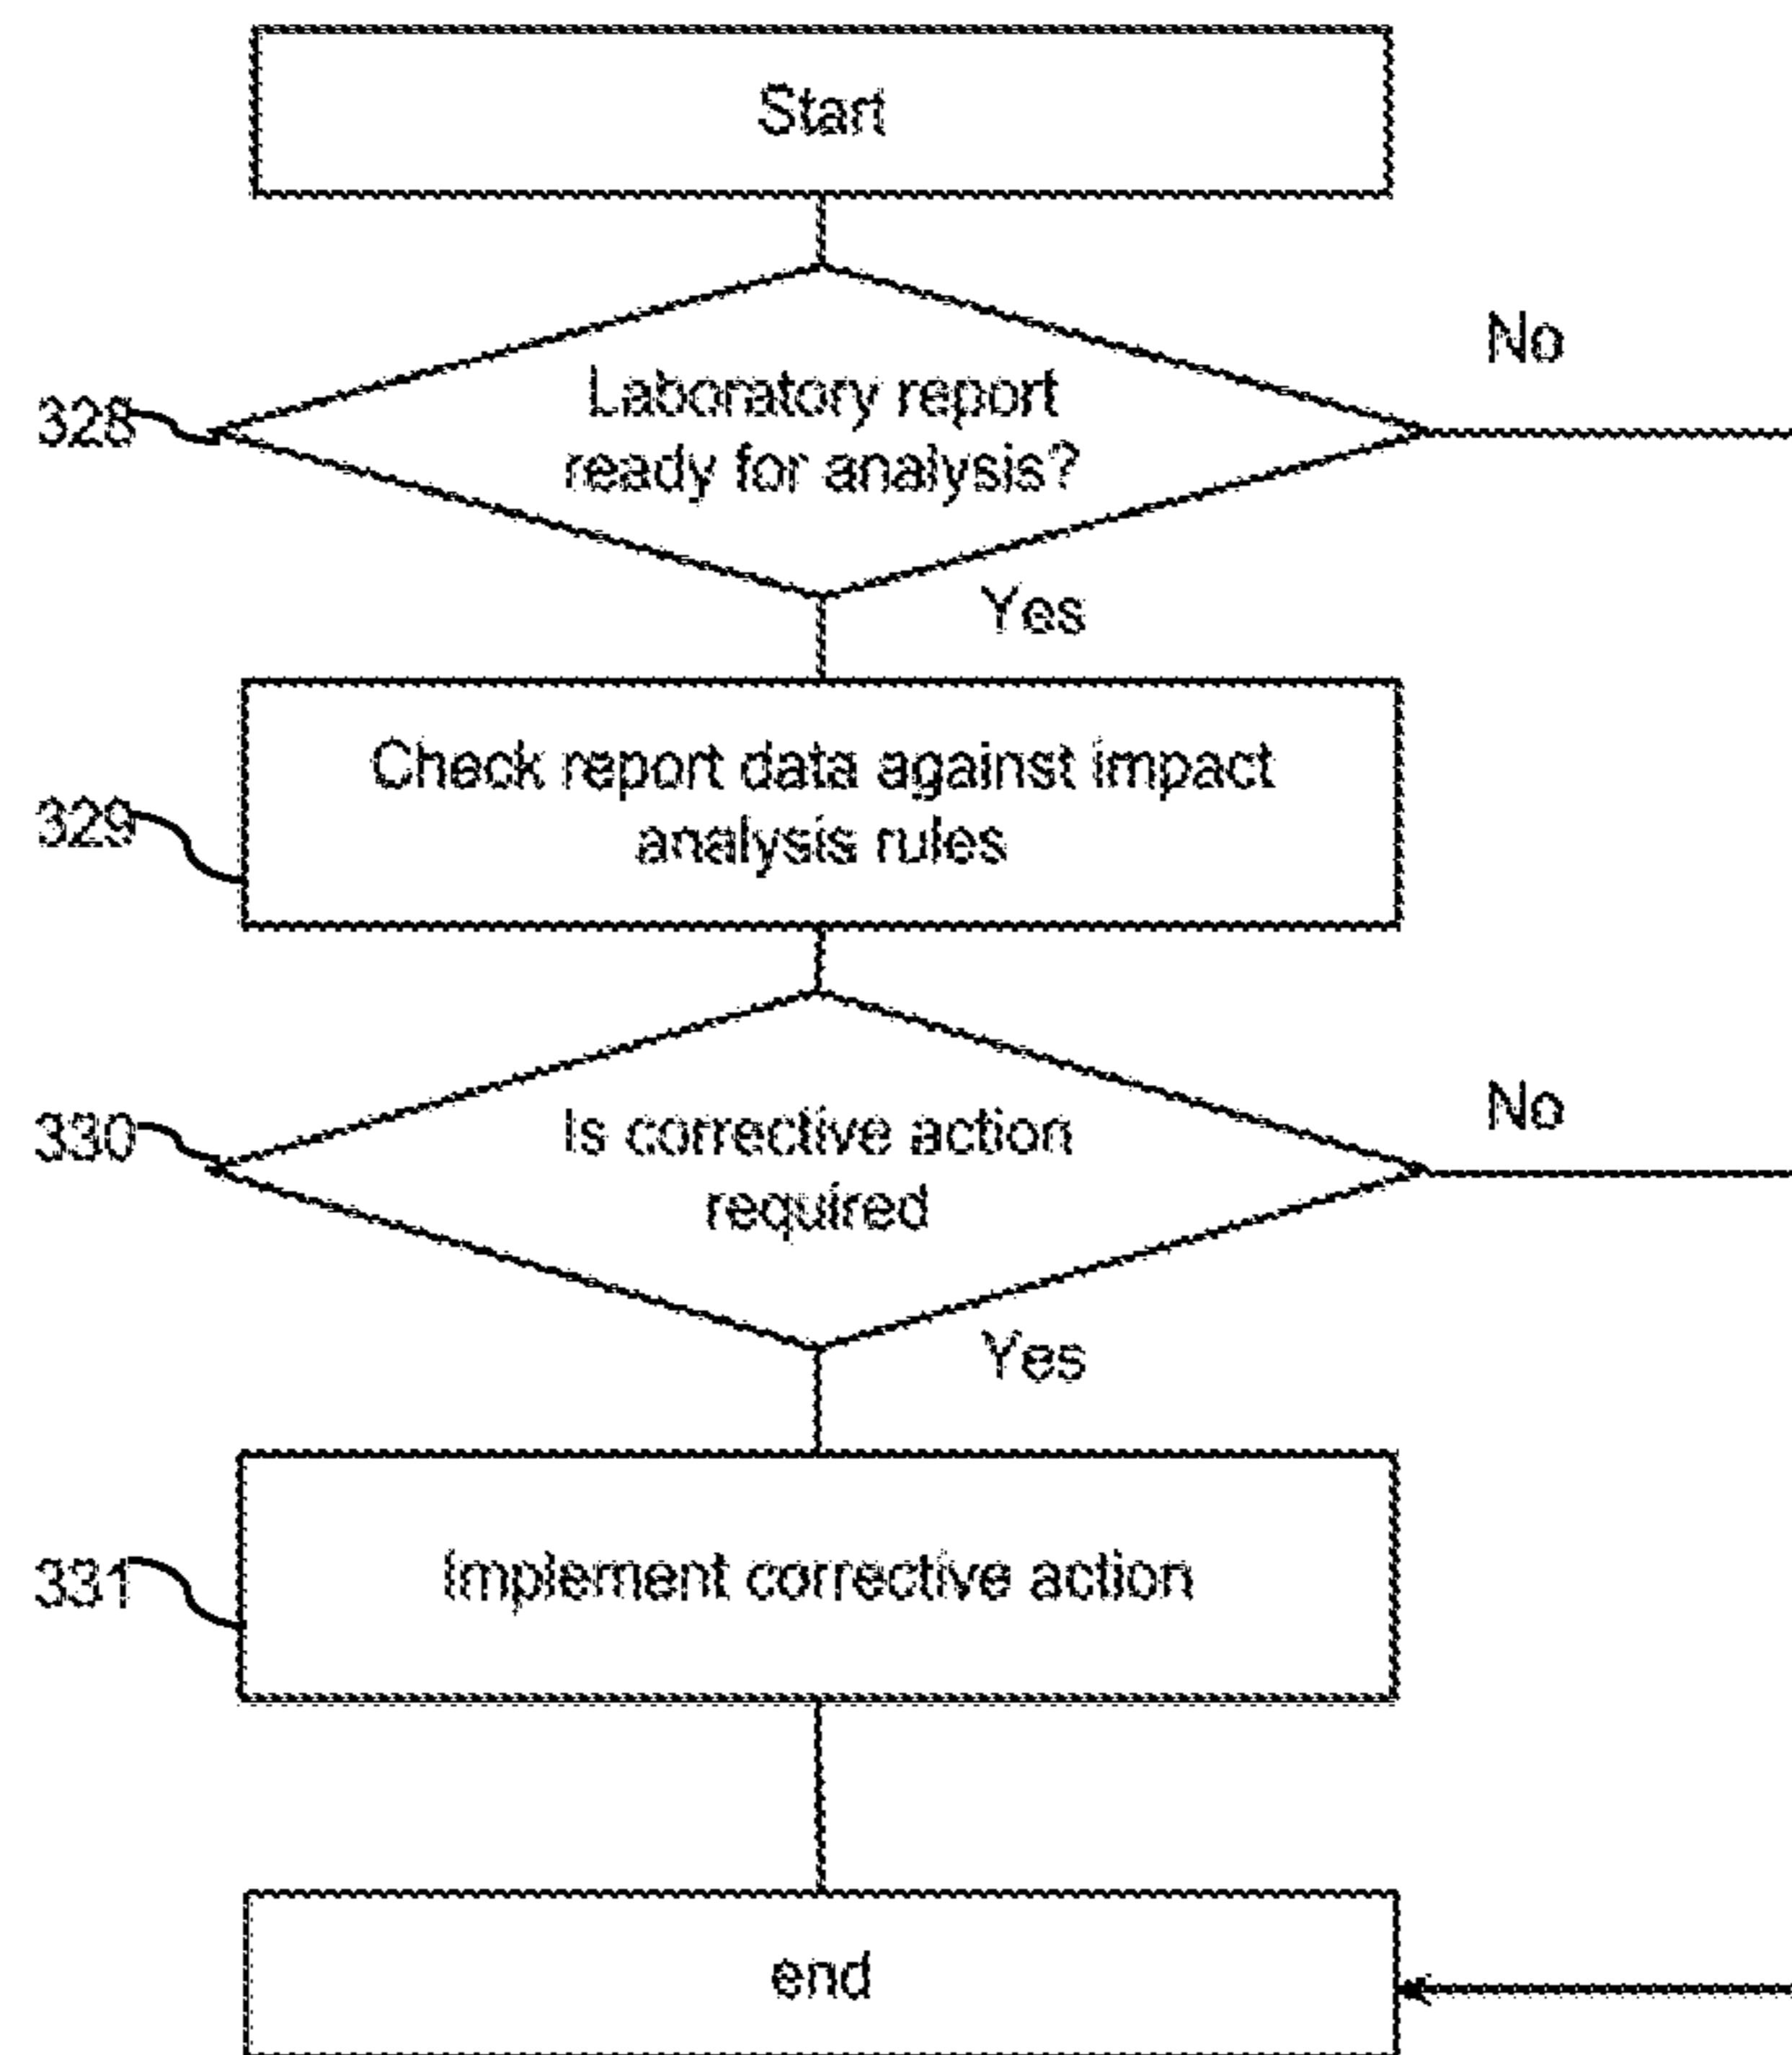 Start
No
328
Laboratory report
ready for analysis?
Yes
329
Check report data against impact
analysis rules
No
330
Is corrective action
required
Yes
331
Implement corrective action
end